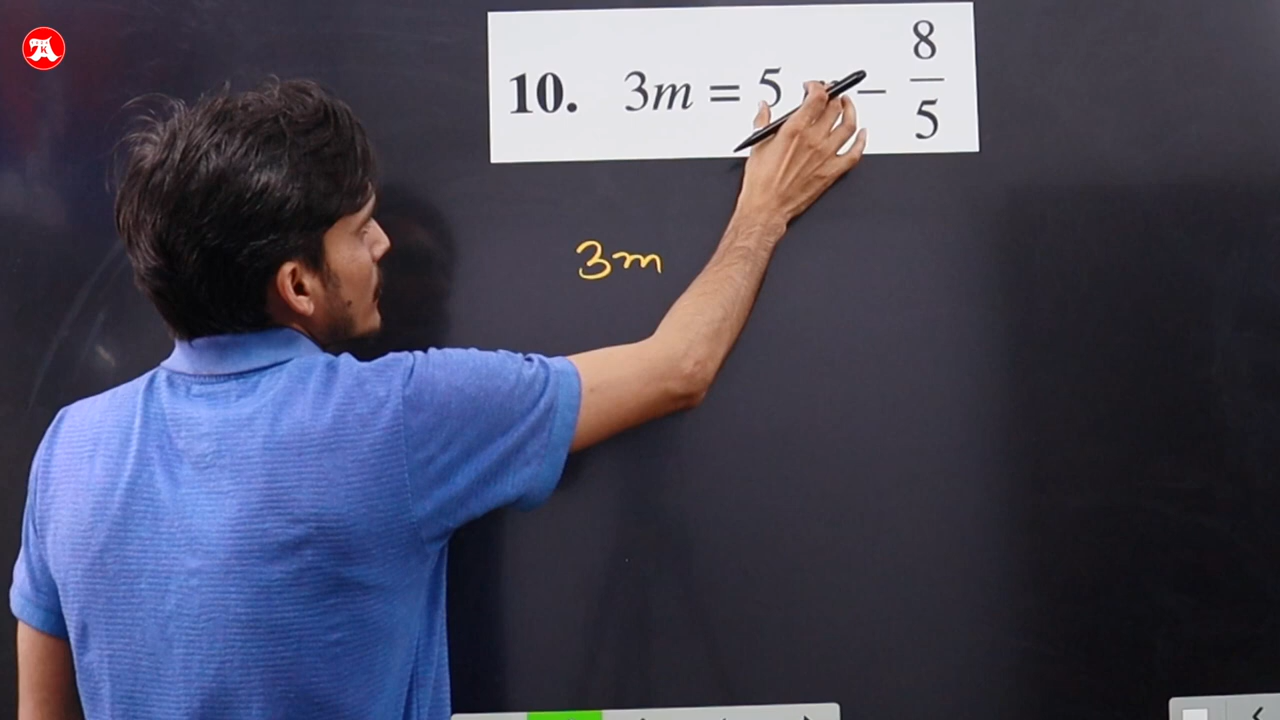 10. 3m = 5 – 8/5
3m